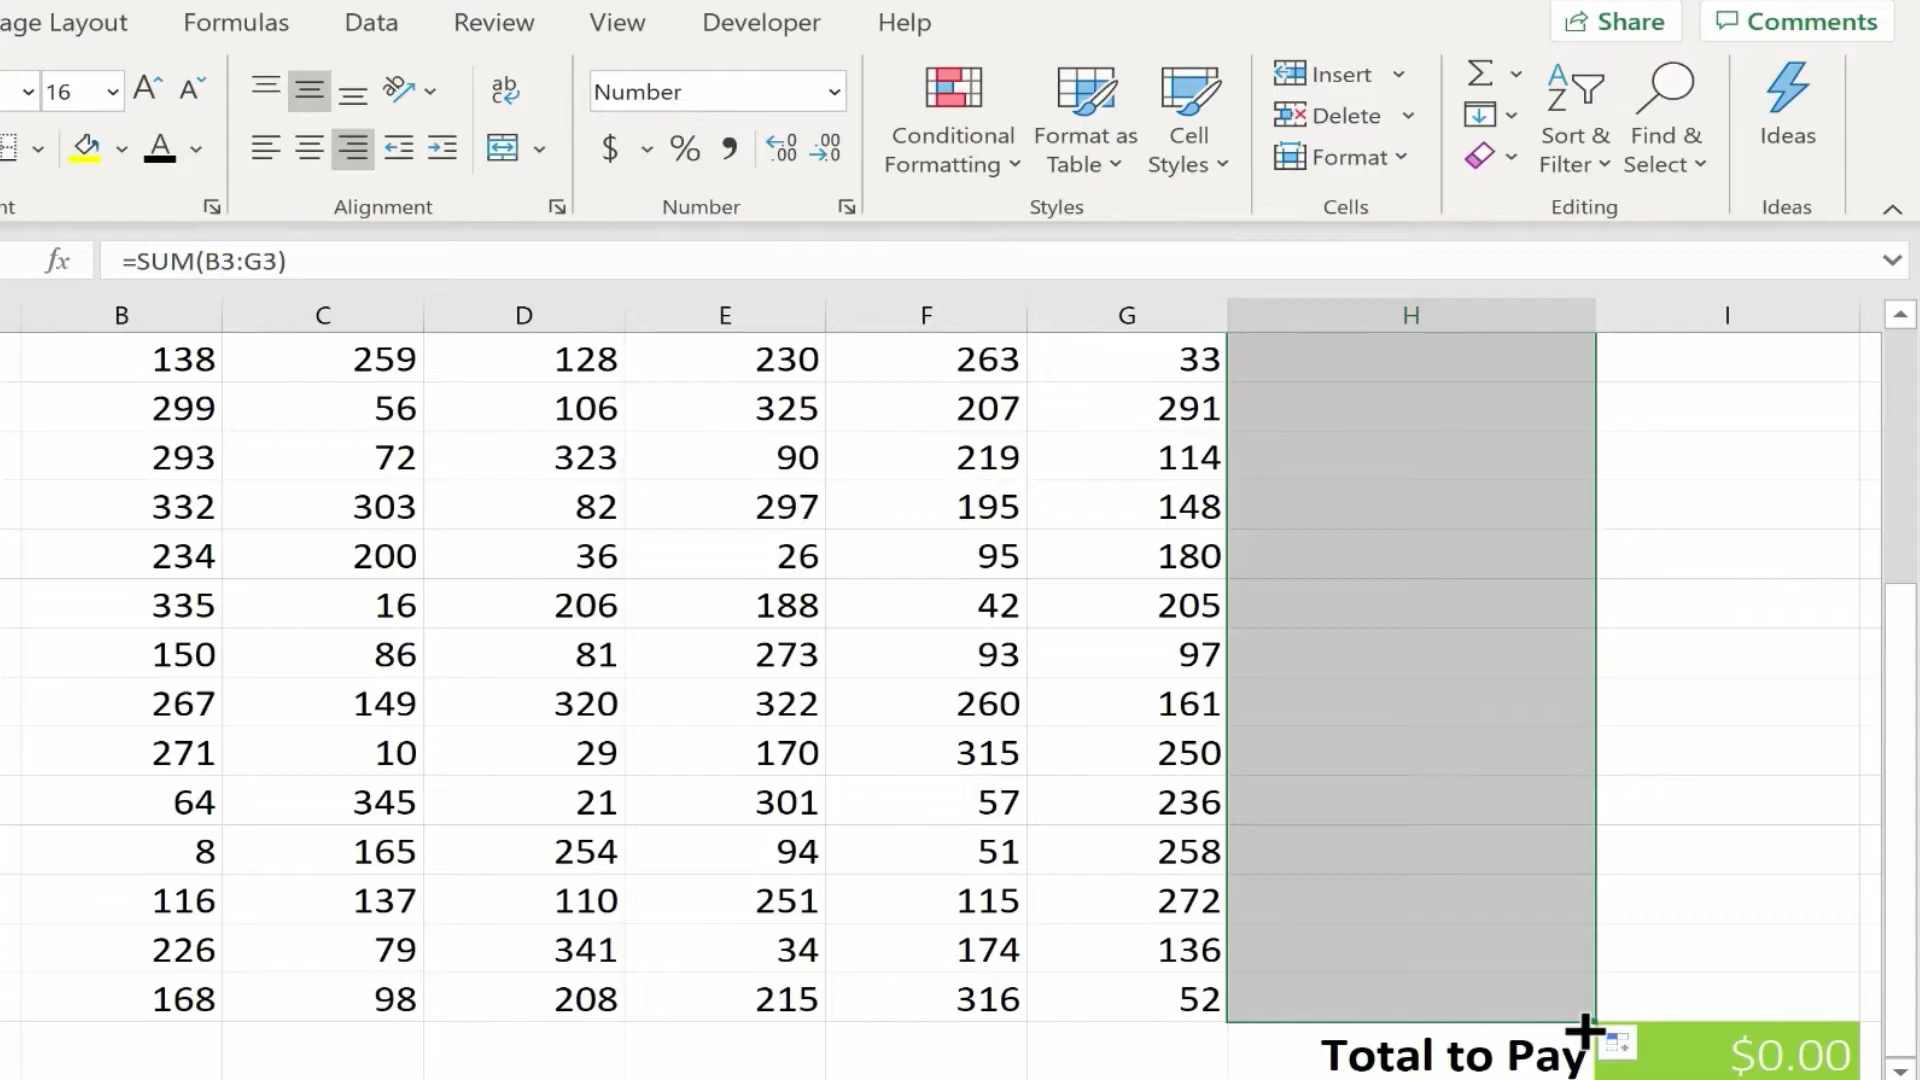 age Layout Formulas Data Review View Developer Help Share Comments
16 A A ab Number Insert
c Conditional Format as Cell Delete Sort & Find & Ideas
A $ % , .00 .00 Formatting Table Styles Format Filter Select
nt Alignment Number Styles Cells Editing Ideas
fx =SUM(B3:G3)
B C D E F G H I
138 259 128 230 263 33
299 56 106 325 207 291
293 72 323 90 219 114
332 303 82 297 195 148
234 200 36 26 95 180
335 16 206 188 42 205
150 86 81 273 93 97
267 149 320 322 260 161
271 10 29 170 315 250
64 345 21 301 57 236
8 165 254 94 51 258
116 137 110 251 115 272
226 79 341 34 174 136
168 98 208 215 316 52
Total to Pay $0.00